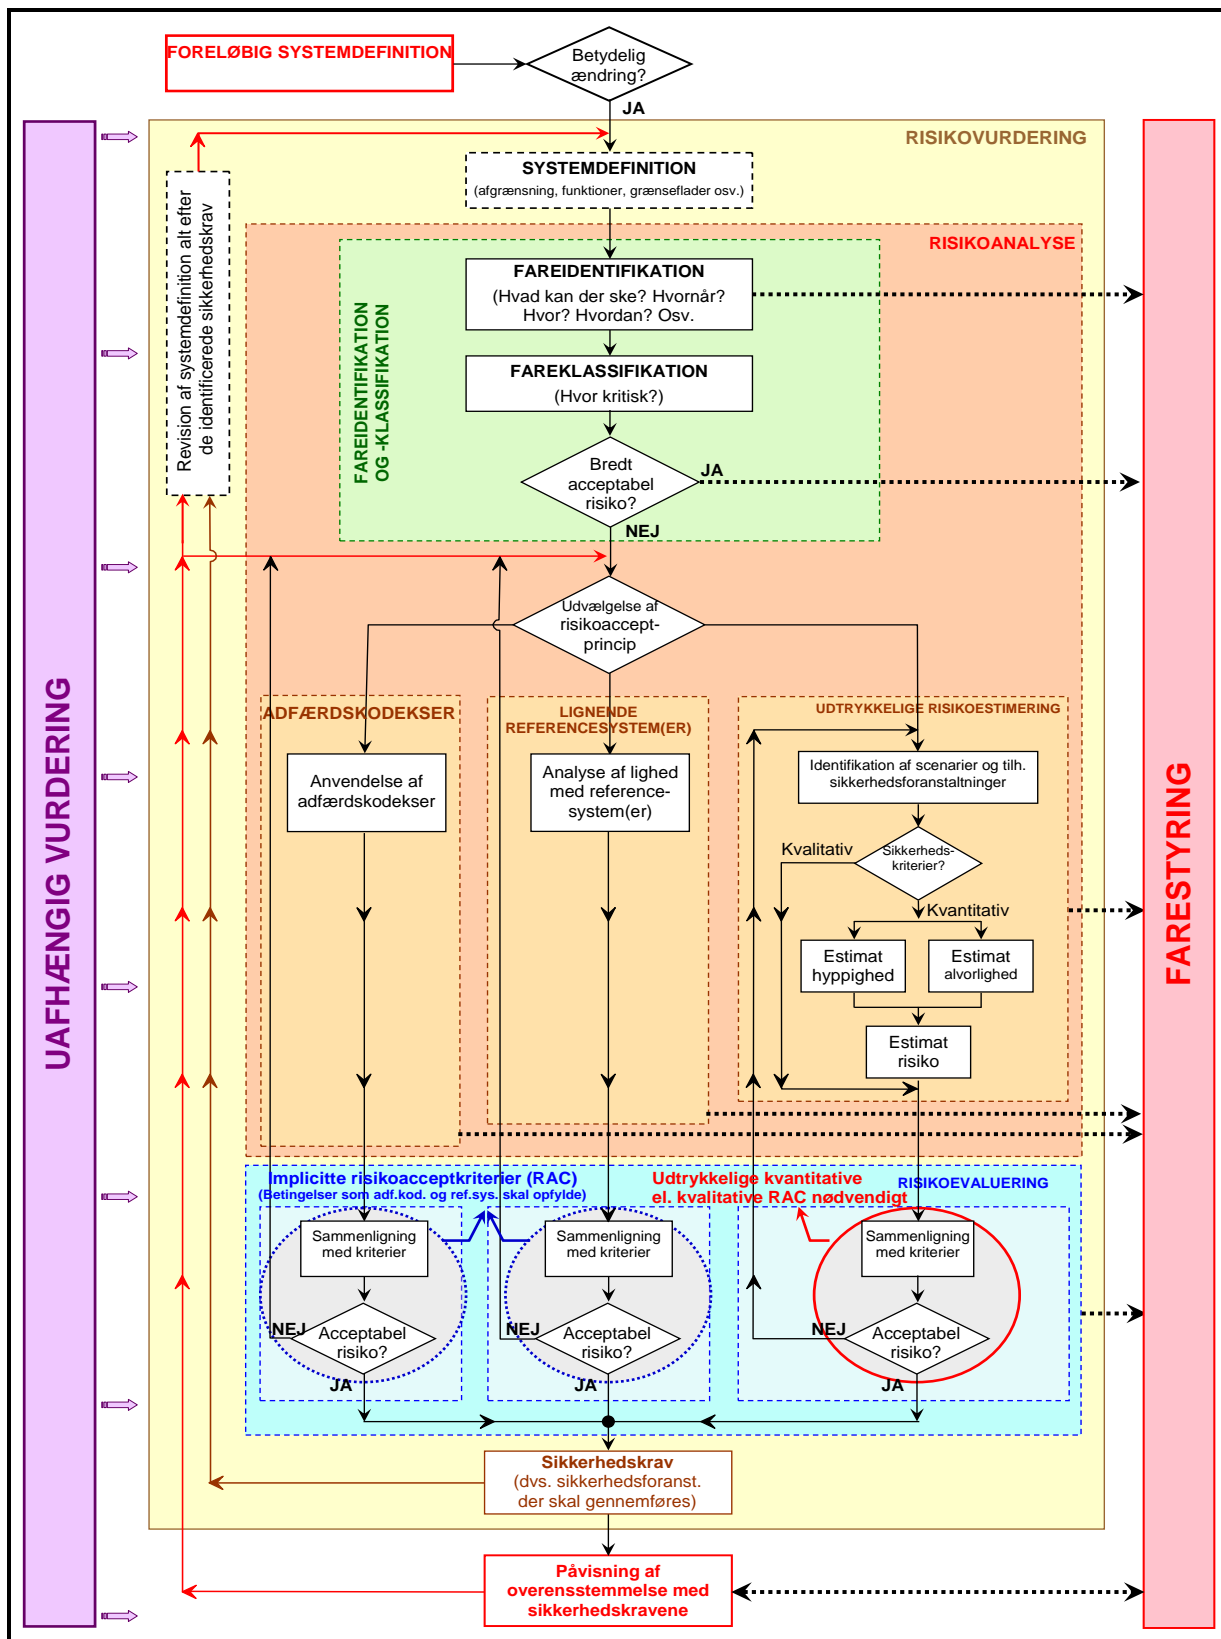 FORELØBIG SYSTEMDEFINITION
Betydelig
ændring?
JA
RISIKOVURDERING
SYSTEMDEFINITION
(afgrænsning, funktioner, grænseflader osv.)
Revision af systemdefinition alt efter
de identificerede sikkerhedskrav
RISIKOANALYSE
FAREIDENTIFIKATION
OG -KLASSIFIKATION
FAREIDENTIFIKATION
(Hvad kan der ske? Hvornår?
Hvor? Hvordan? Osv.
FAREKLASSIFIKATION
(Hvor kritisk?)
Bredt
acceptabel
risiko?
JA
NEJ
Udvælgelse af
risikoaccept-
princip
UAFHÆNGIG VURDERING
FARESTYRING
ADFÆRDSKODEKSER
LIGNENDE
REFERENCESYSTEM(ER)
UDTRYKKELIGE RISIKOESTIMERING
Anvendelse af
adfærdskodekser
Analyse af lighed
med reference-
system(er)
Identifikation af scenarier og tilh.
sikkerhedsforanstaltninger
Kvalitativ
Sikkerheds-
kriterier?
Kvantitativ
Estimat
hyppighed
Estimat
alvorlighed
Estimat
risiko
Implicitte risikoacceptkriterier (RAC)
(Betingelser som adf.kod. og ref.sys. skal opfylde)
Udtrykkelige kvantitative
el. kvalitative RAC nødvendigt
RISIKOEVALUERING
Sammenligning
med kriterier
Sammenligning
med kriterier
Sammenligning
med kriterier
NEJ
Acceptabel
risiko?
JA
NEJ
Acceptabel
risiko?
JA
NEJ
Acceptabel
risiko?
JA
Sikkerhedskrav
(dvs. sikkerhedsforanst.
der skal gennemføres)
Påvisning af
overensstemmelse med
sikkerhedskravene